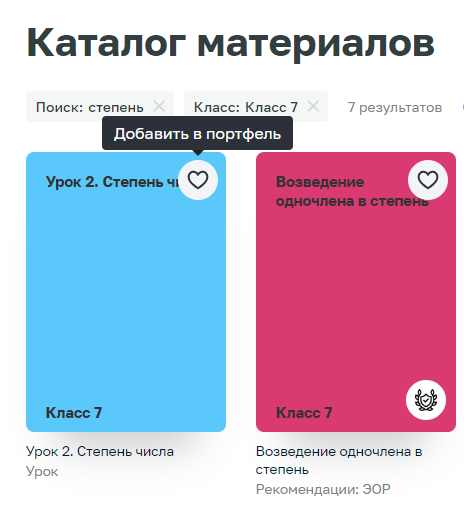 Каталог материалов
Поиск: степень Класс: Класс 7 7 результатов
Добавить в портфель
Урок 2. Степень
Возведение
одночлена в степень
Класс 7
Класс 7
Урок 2. Степень числа
Урок
Возведение одночлена в
степень
Рекомендации: ЭОР